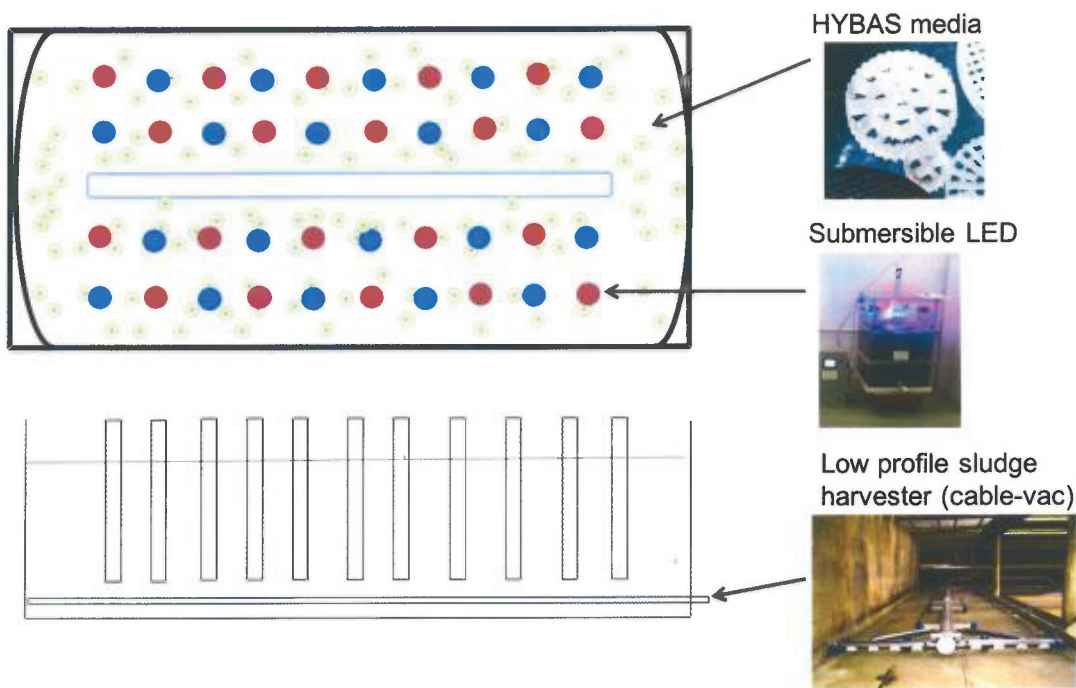 HYBAS media
Submersible LED
Low profile sludge
harvester (cable-vac)